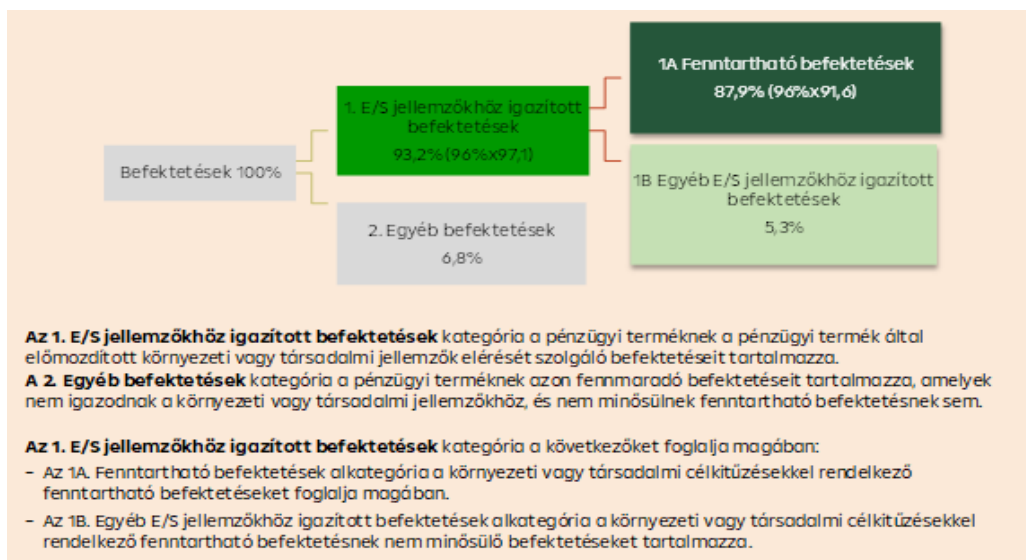 1A Fenntartható befektetések
87,9% (96%x91,6)
1. E/S jellemzőkhöz igazított
befektetések
93,2% (96%x97,1)
Befektetések 100%
1B Egyéb E/S jellemzőkhöz igazított
befektetések
5,3%
2. Egyéb befektetések
6,8%
Az 1. E/S jellemzőkhöz igazított befektetések kategória a pénzügyi terméknek a pénzügyi termék által
előmozdított környezeti vagy társadalmi jellemzők elérését szolgáló befektetéseit tartalmazza.
A 2. Egyéb befektetések kategória a pénzügyi terméknek azon fennmaradó befektetéseit tartalmazza, amelyek
nem igazodnak a környezeti vagy társadalmi jellemzőkhöz, és nem minősülnek fenntartható befektetésnek sem.
Az 1. E/S jellemzőkhöz igazított befektetések kategória a következőket foglalja magában:
– Az 1A. Fenntartható befektetések alkategória a környezeti vagy társadalmi célkitűzésekkel rendelkező
fenntartható befektetéseket foglalja magában.
– Az 1B. Egyéb E/S jellemzőkhöz igazított befektetések alkategória a környezeti vagy társadalmi célkitűzésekkel
rendelkező fenntartható befektetésnek nem minősülő befektetéseket tartalmazza.